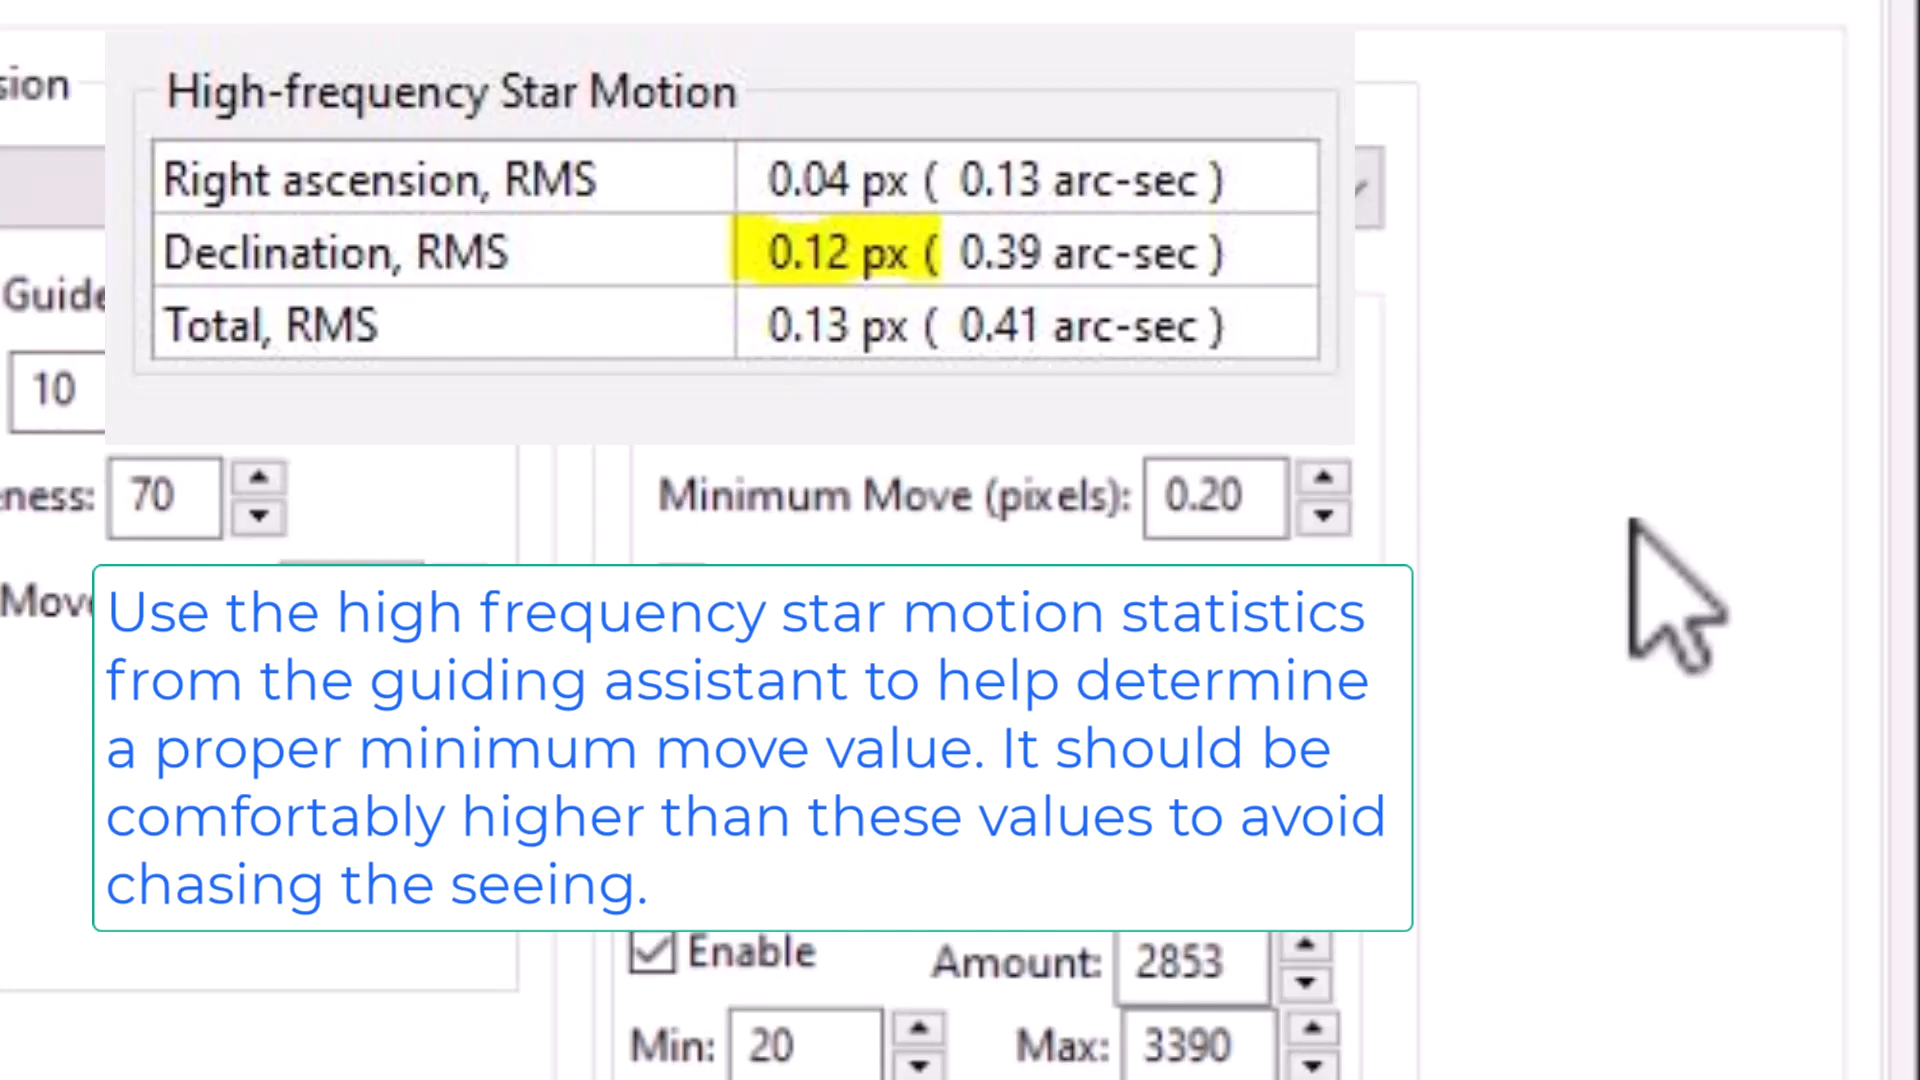 sion
High-frequency Star Motion
Right ascension, RMS 0.04 px ( 0.13 arc-sec )
Declination, RMS 0.12 px ( 0.39 arc-sec )
Total, RMS 0.13 px ( 0.41 arc-sec )
Guide
10
eness: 70
Minimum Move (pixels): 0.20
Move
Use the high frequency star motion statistics
from the guiding assistant to help determine
a proper minimum move value. It should be
comfortably higher than these values to avoid
chasing the seeing.
Enable Amount: 2853
Min: 20 Max: 3390